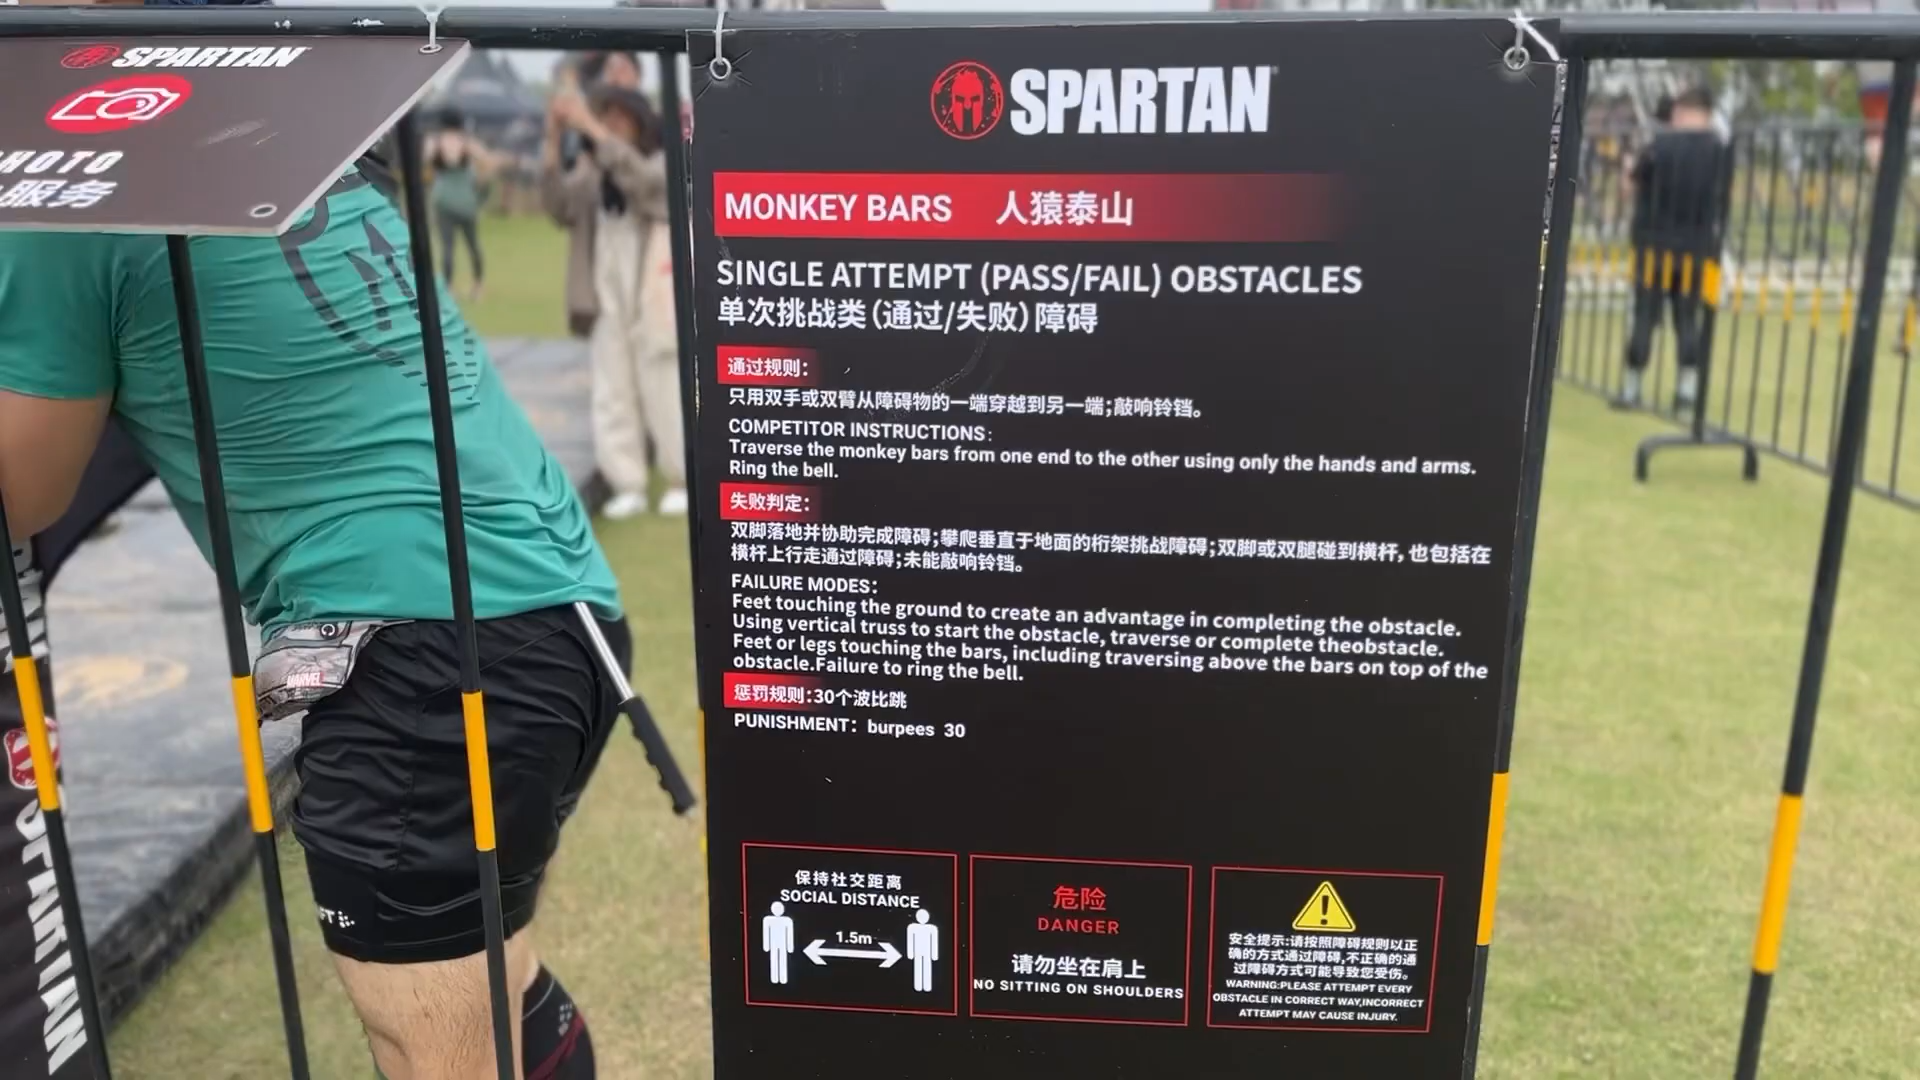 SPARTAN
HOTO
服务
SPARTAN
MONKEY BARS 人猿泰山
SINGLE ATTEMPT (PASS/FAIL) OBSTACLES
单次挑战类(通过/失败)障碍
通过规则:
只用双手或双臂从障碍物的一端穿越到另一端;敲响铃铛。
COMPETITOR INSTRUCTIONS:
Traverse the monkey bars from one end to the other using only the hands and arms.
Ring the bell.
失败判定:
双脚落地并协助完成障碍;攀爬垂直于地面的桁架挑战障碍;双脚或双腿碰到横杆, 也包括在
横杆上行走通过障碍;未能敲响铃铛。
FAILURE MODES:
Feet touching the ground to create an advantage in completing the obstacle.
Using vertical truss to start the obstacle, traverse or complete theobstacle.
Feet or legs touching the bars, including traversing above the bars on top of the
obstacle.Failure to ring the bell.
惩罚规则:30个波比跳
PUNISHMENT: burpees 30
保持社交距离
SOCIAL DISTANCE
1.5m
危险
DANGER
请勿坐在肩上
NO SITTING ON SHOULDERS
安全提示:请按照障碍规则以正
确的方式通过障碍,不正确的通
过障碍方式可能导致您受伤。
WARNING:PLEASE ATTEMPT EVERY
OBSTACLE IN CORRECT WAY,INCORRECT
ATTEMPT MAY CAUSE INJURY.
MARVEL
SPARTAN